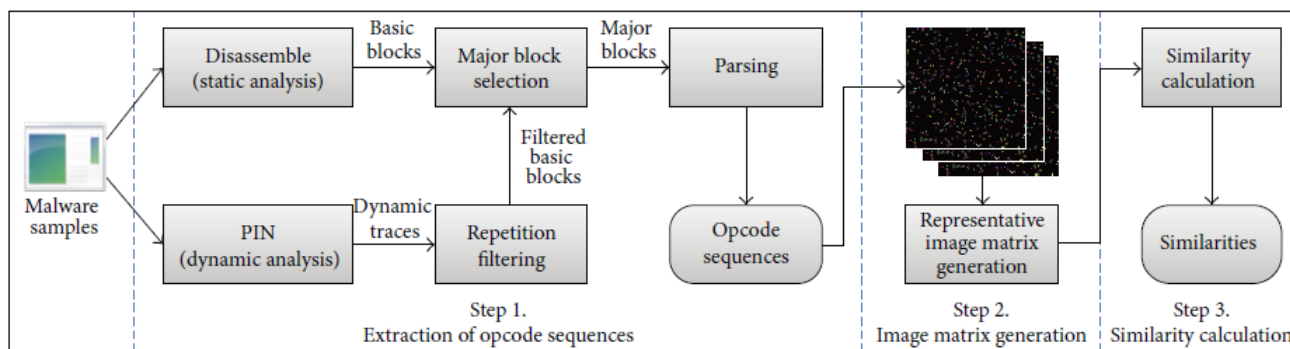 Malware
samples
Disassemble
(static analysis)
Basic
blocks
Major block
selection
Major
blocks
Parsing
PIN
(dynamic analysis)
Dynamic
traces
Repetition
filtering
Filtered
basic
blocks
Opcode
sequences
Step 1.
Extraction of opcode sequences
Representative
image matrix
generation
Step 2.
Image matrix generation
Similarity
calculation
Similarities
Step 3.
Similarity calculation